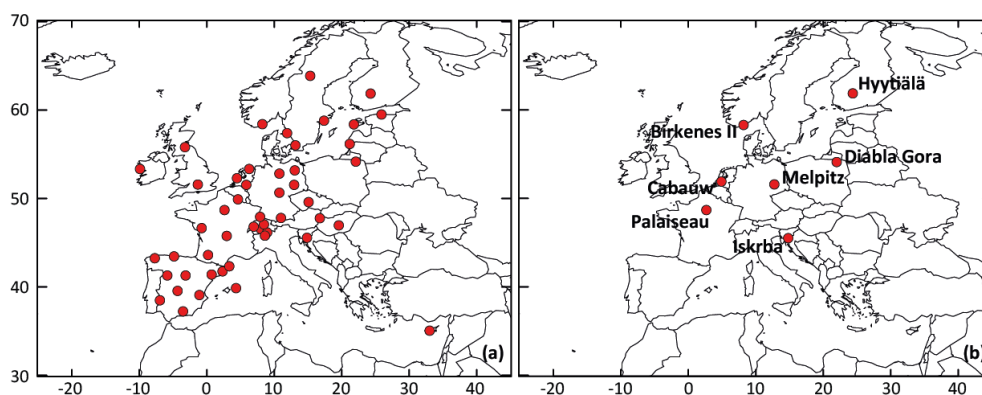 70
60
50
40
30
-20 -10 0 10 20 30 40
(a)
Hyytiälä
Birkenes II
Diabla Gora
Melpitz
Cabauw
Palaiseau
Iskrba
-20 -10 0 10 20 30 40
(b)